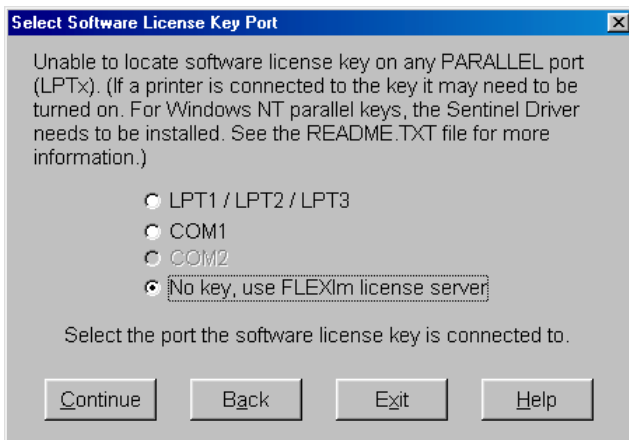 Select Software License Key Port
Unable to locate software license key on any PARALLEL port
(LPTx). (If a printer is connected to the key it may need to be
turned on. For Windows NT parallel keys, the Sentinel Driver
needs to be installed. See the README.TXT file for more
information.)
LPT1 / LPT2 / LPT3
COM1
COM2
No key, use FLEXlm license server
Select the port the software license key is connected to.
Continue Back Exit Help